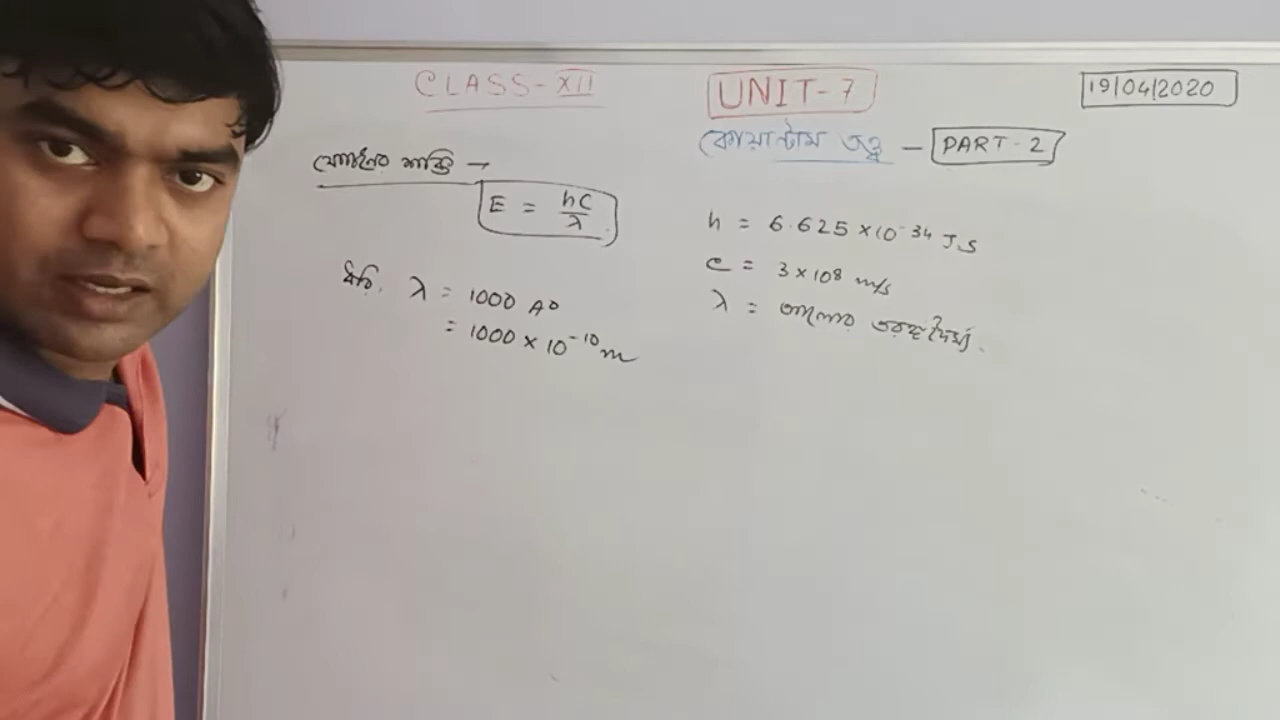 CLASS-XII
UNIT-7
19/04/2020
কোয়ান্টাম তত্ত্ব — PART-2
ফোটনের শক্তি →
E = hc/λ
h = 6.625 × 10⁻³⁴ J.S
c = 3 × 10⁸ m/s
λ = আলোর তরঙ্গদৈর্ঘ্য.
ধরি, λ = 1000 A°
= 1000 × 10⁻¹⁰ m